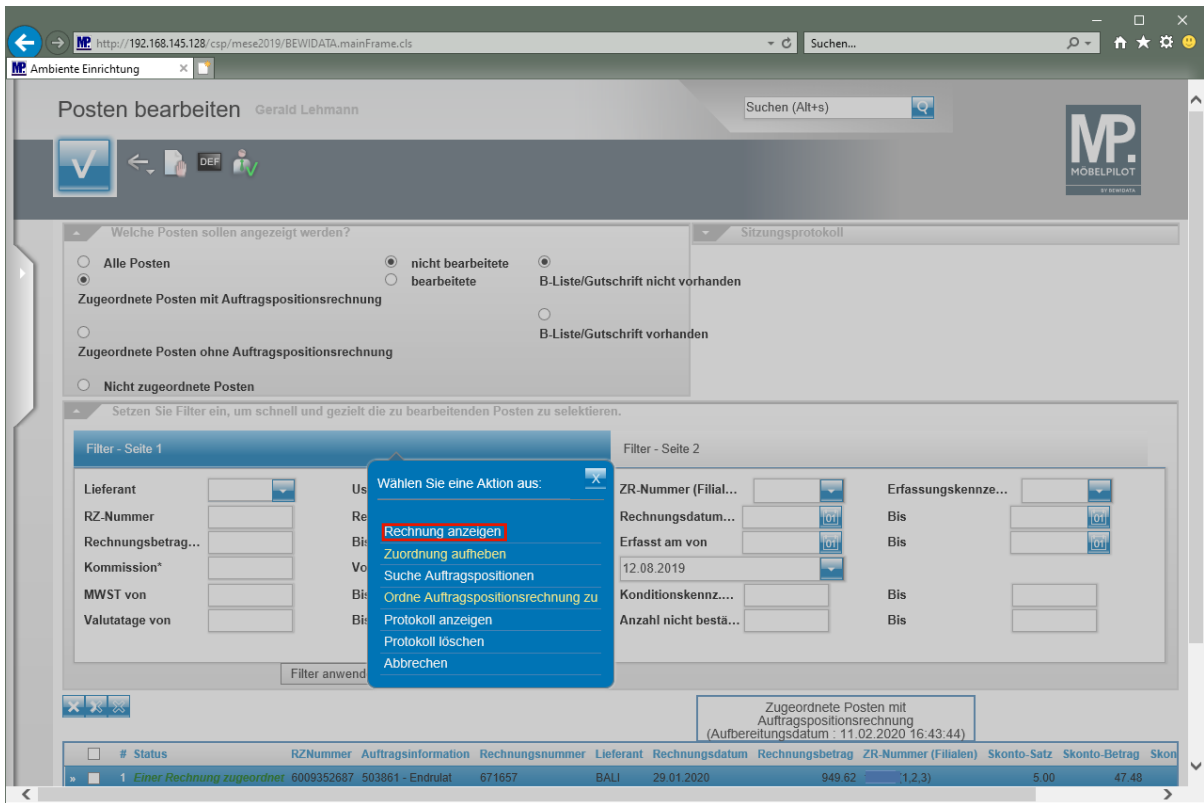 http://192.168.145.128/csp/mese2019/BEWIDATA.mainFrame.cls
Suchen...
MP. Ambiente Einrichtung
Posten bearbeiten Gerald Lehmann
Suchen (Alt+s)
MP.
MÖBELPILOT
BY BEWIDATA
DEF
Welche Posten sollen angezeigt werden?
Sitzungsprotokoll
Alle Posten
nicht bearbeitete
bearbeitete
B-Liste/Gutschrift nicht vorhanden
Zugeordnete Posten mit Auftragspositionsrechnung
B-Liste/Gutschrift vorhanden
Zugeordnete Posten ohne Auftragspositionsrechnung
Nicht zugeordnete Posten
Setzen Sie Filter ein, um schnell und gezielt die zu bearbeitenden Posten zu selektieren.
Filter - Seite 1
Filter - Seite 2
Wählen Sie eine Aktion aus:
X
Rechnung anzeigen
Zuordnung aufheben
Suche Auftragspositionen
Ordne Auftragspositionsrechnung zu
Protokoll anzeigen
Protokoll löschen
Abbrechen
Lieferant
Us
ZR-Nummer (Filial...
Erfassungskennze...
RZ-Nummer
Re
Rechnungsdatum...
Bis
Rechnungsbetrag...
Bis
Erfasst am von
Bis
Kommission*
Vo
12.08.2019
MWST von
Bis
Konditionskennz....
Bis
Valutatage von
Bis
Anzahl nicht bestä...
Bis
Filter anwend
Zugeordnete Posten mit
Auftragspositionsrechnung
(Aufbereitungsdatum : 11.02.2020 16:43:44)
# Status RZNummer Auftragsinformation Rechnungsnummer Lieferant Rechnungsdatum Rechnungsbetrag ZR-Nummer (Filialen) Skonto-Satz Skonto-Betrag Skon
» 1 Einer Rechnung zugeordnet 6009352687 503861 - Endrulat 671657 BALI 29.01.2020 949.62 1,2,3) 5.00 47.48